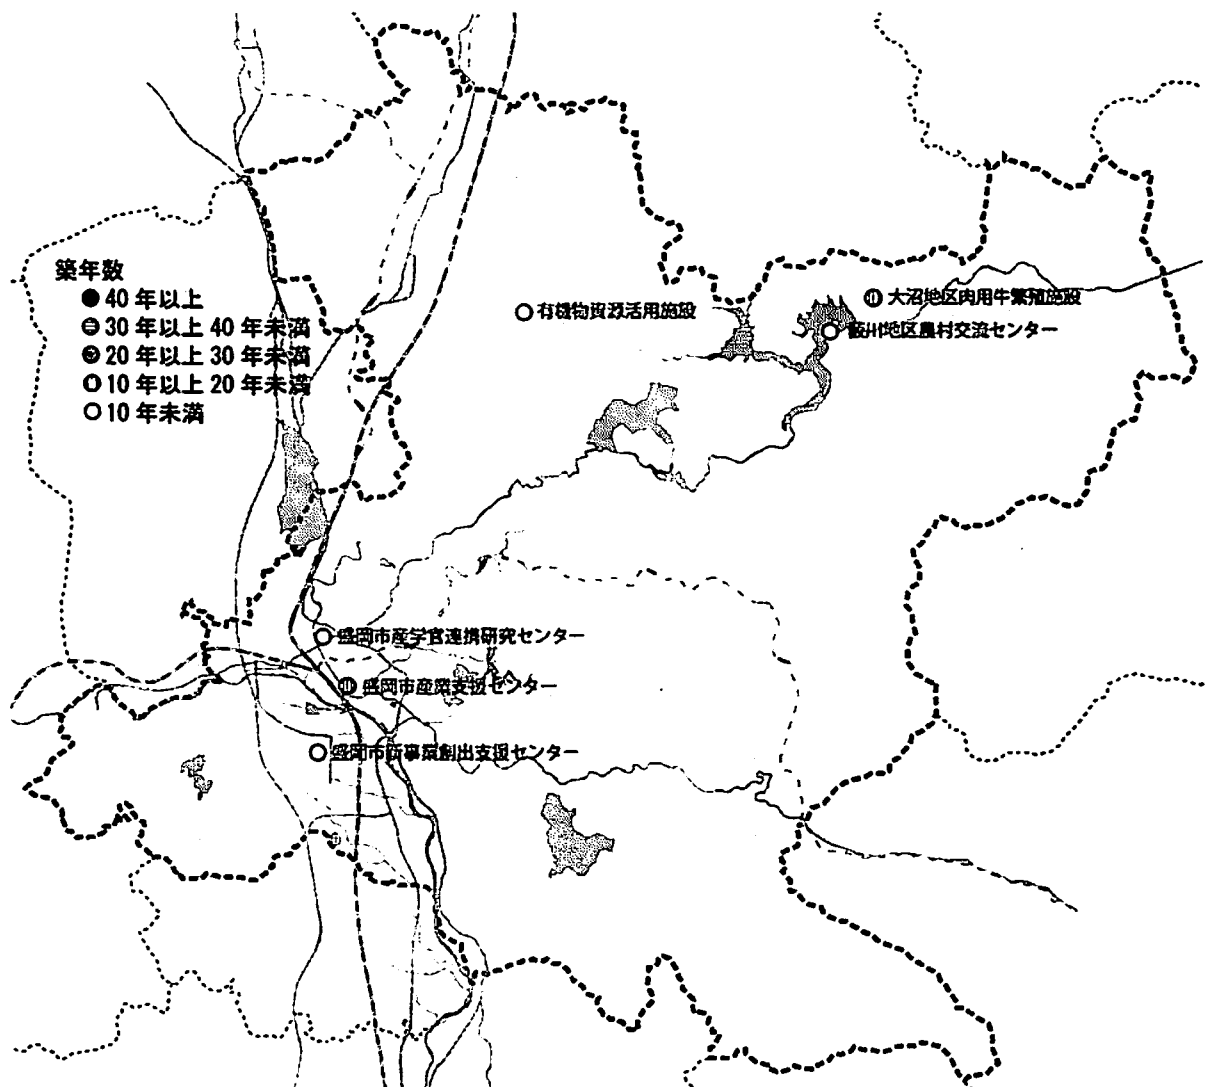 築年数
40年以上
30年以上 40年未満
20年以上 30年未満
10年以上 20年未満
10年未満
有機物資源活用施設
大沼地区肉用牛繁殖施設
薮川地区農村交流センター
盛岡市産学官連携研究センター
盛岡市産業支援センター
盛岡市新事業創出支援センター